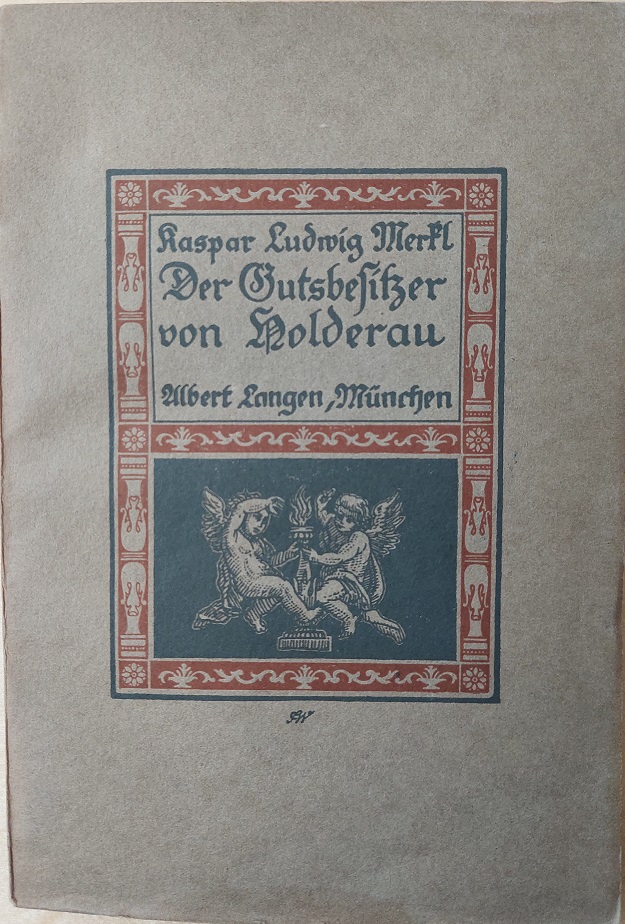 Kaspar Ludwig Merkl
Der Gutsbesitzer
von Holderau
Albert Langen, München